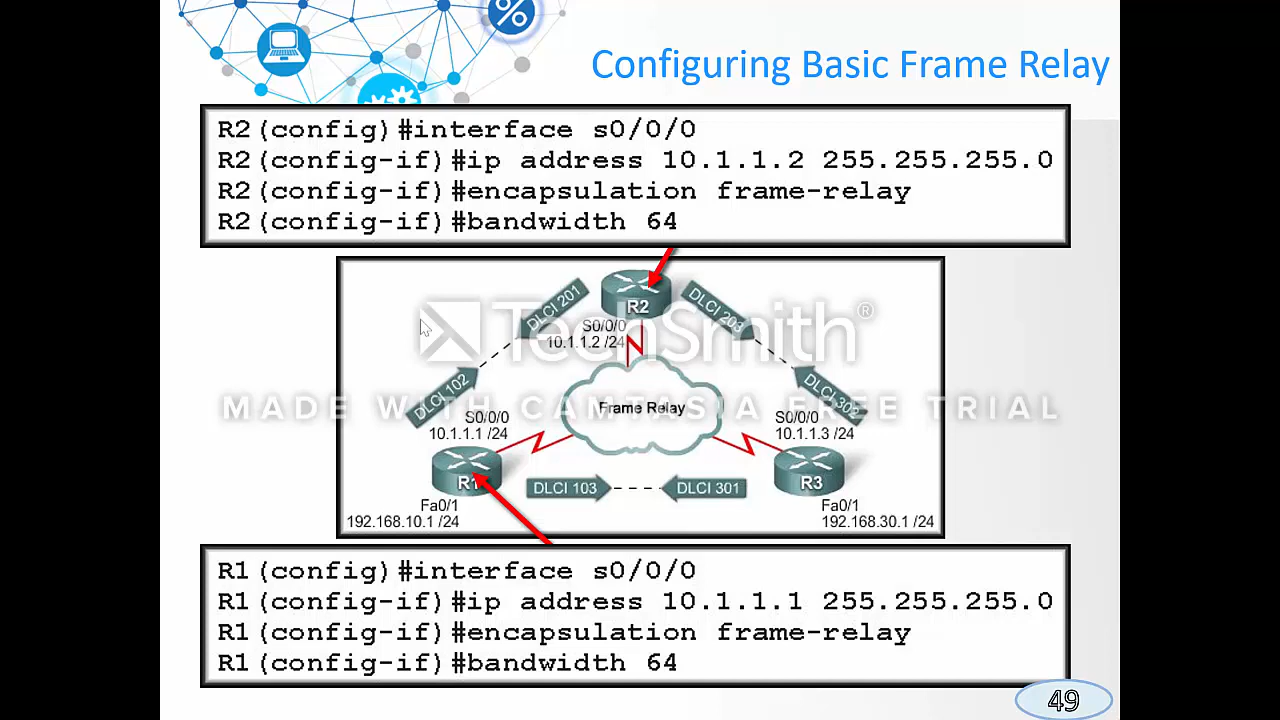 Configuring Basic Frame Relay
R2(config)#interface s0/0/0
R2(config-if)#ip address 10.1.1.2 255.255.255.0
R2(config-if)#encapsulation frame-relay
R2(config-if)#bandwidth 64
DLCI 201
R2
DLCI 203
S0/0/0
10.1.1.2 /24
TechSmith®
MADE WITH CAMTASIA FREE TRIAL
DLCI 102
Frame Relay
DLCI 302
S0/0/0
10.1.1.1 /24
S0/0/0
10.1.1.3 /24
R1
DLCI 103
DLCI 301
R3
Fa0/1
192.168.10.1 /24
Fa0/1
192.168.30.1 /24
R1(config)#interface s0/0/0
R1(config-if)#ip address 10.1.1.1 255.255.255.0
R1(config-if)#encapsulation frame-relay
R1(config-if)#bandwidth 64
49